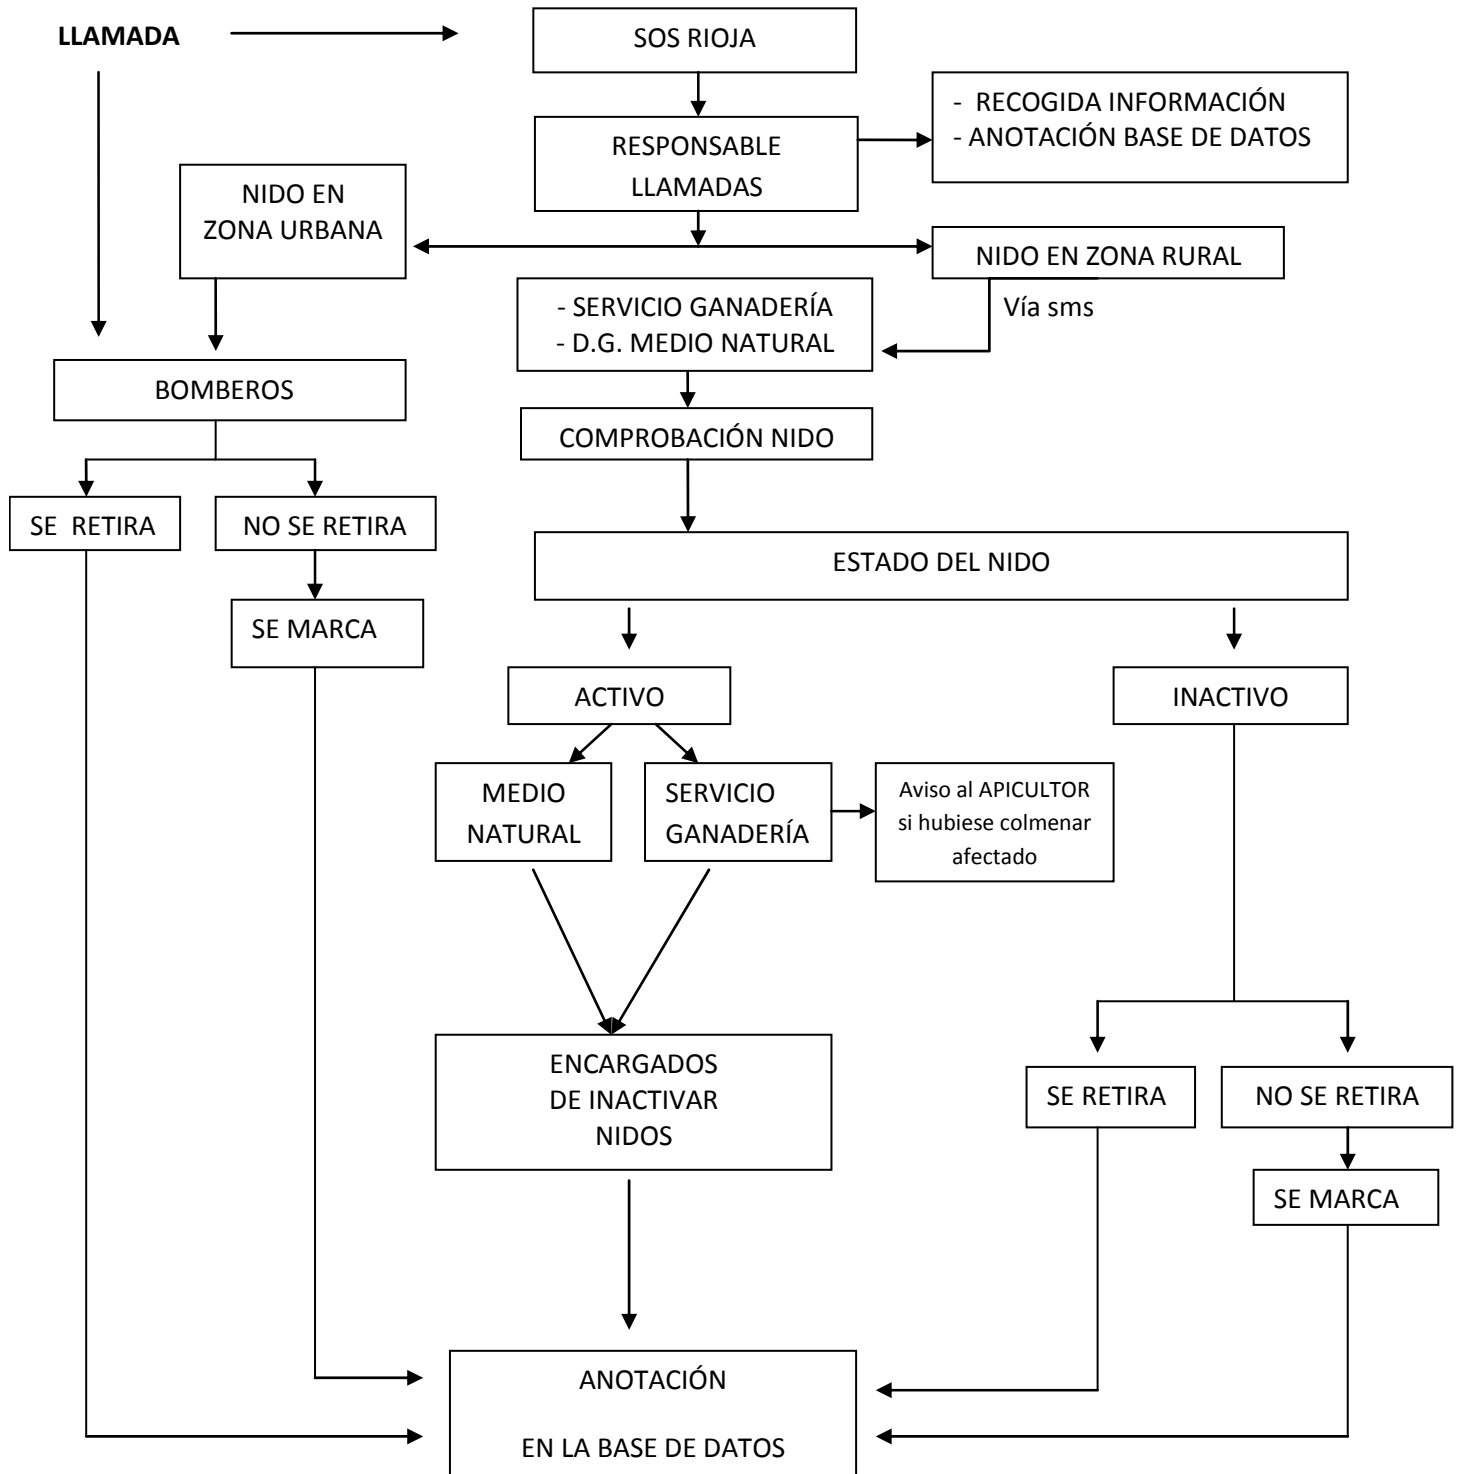 LLAMADA
SOS RIOJA
- RECOGIDA INFORMACIÓN
- ANOTACIÓN BASE DE DATOS
RESPONSABLE
LLAMADAS
NIDO EN
ZONA URBANA
NIDO EN ZONA RURAL
Vía sms
- SERVICIO GANADERÍA
- D.G. MEDIO NATURAL
BOMBEROS
COMPROBACIÓN NIDO
SE RETIRA
NO SE RETIRA
ESTADO DEL NIDO
SE MARCA
ACTIVO
INACTIVO
MEDIO
NATURAL
SERVICIO
GANADERÍA
Aviso al APICULTOR
si hubiese colmenar
afectado
ENCARGADOS
DE INACTIVAR
NIDOS
SE RETIRA
NO SE RETIRA
SE MARCA
ANOTACIÓN
EN LA BASE DE DATOS